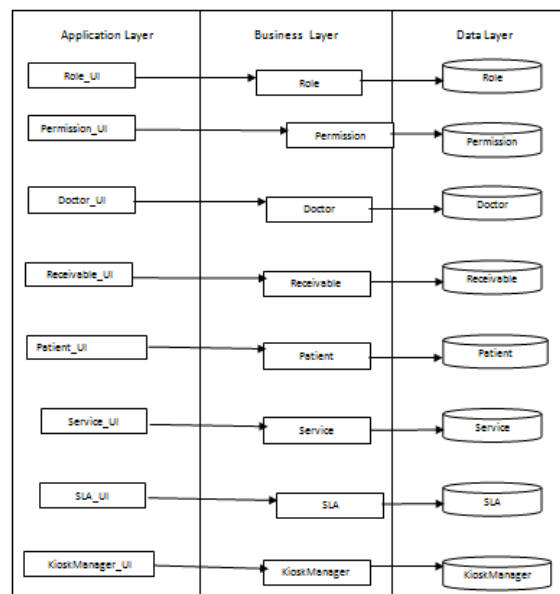 Application Layer
Business Layer
Data Layer
Role_UI
Role
Role
Permission_UI
Permission
Permission
Doctor_UI
Doctor
Doctor
Receivable_UI
Receivable
Receivable
Patient_UI
Patient
Patient
Service_UI
Service
Service
SLA_UI
SLA
SLA
KioskManager_UI
KioskManager
KioskManager